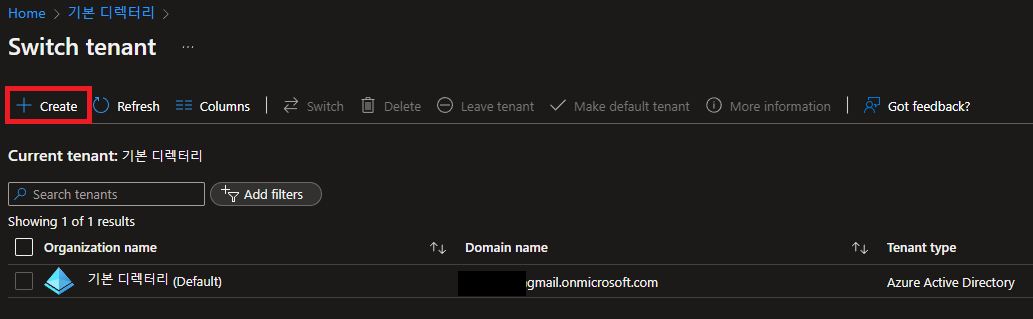 Home > 기본 디렉터리 >
Switch tenant ...
+ Create Refresh Columns Switch Delete Leave tenant Make default tenant More information Got feedback?
Current tenant: 기본 디렉터리
Search tenants Add filters
Showing 1 of 1 results
Organization name Domain name Tenant type
기본 디렉터리 (Default) gmail.onmicrosoft.com Azure Active Directory